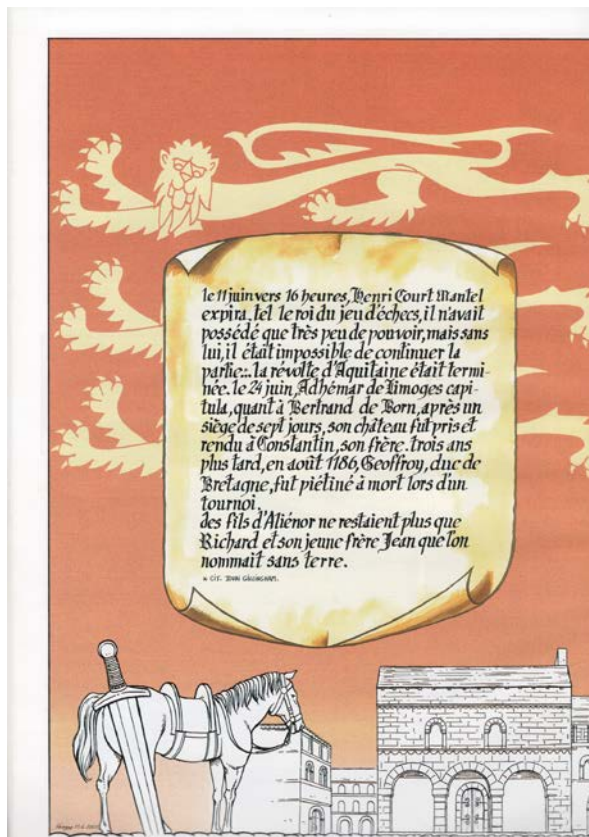 le 11 juin vers 16 heures, Henri Court Mantel
expira. tel le roi du jeu d'échecs, il n'avait
possédé que très peu de pouvoir, mais sans
lui, il était impossible de continuer la
partie... la révolte d'Aquitaine était termi-
née. le 24 juin, Adhémar de Limoges capi-
tula, quant à Bertrand de Born, après un
siège de sept jours, son château fut pris et
rendu à Constantin, son frère. trois ans
plus tard, en août 1186, Geoffroy, duc de
Bretagne, fut piétiné à mort lors d'un
tournoi.
des fils d'Aliénor ne restaient plus que
Richard et son jeune frère Jean que l'on
nommait sans terre.
CIT. JOHN GILLINGHAM.